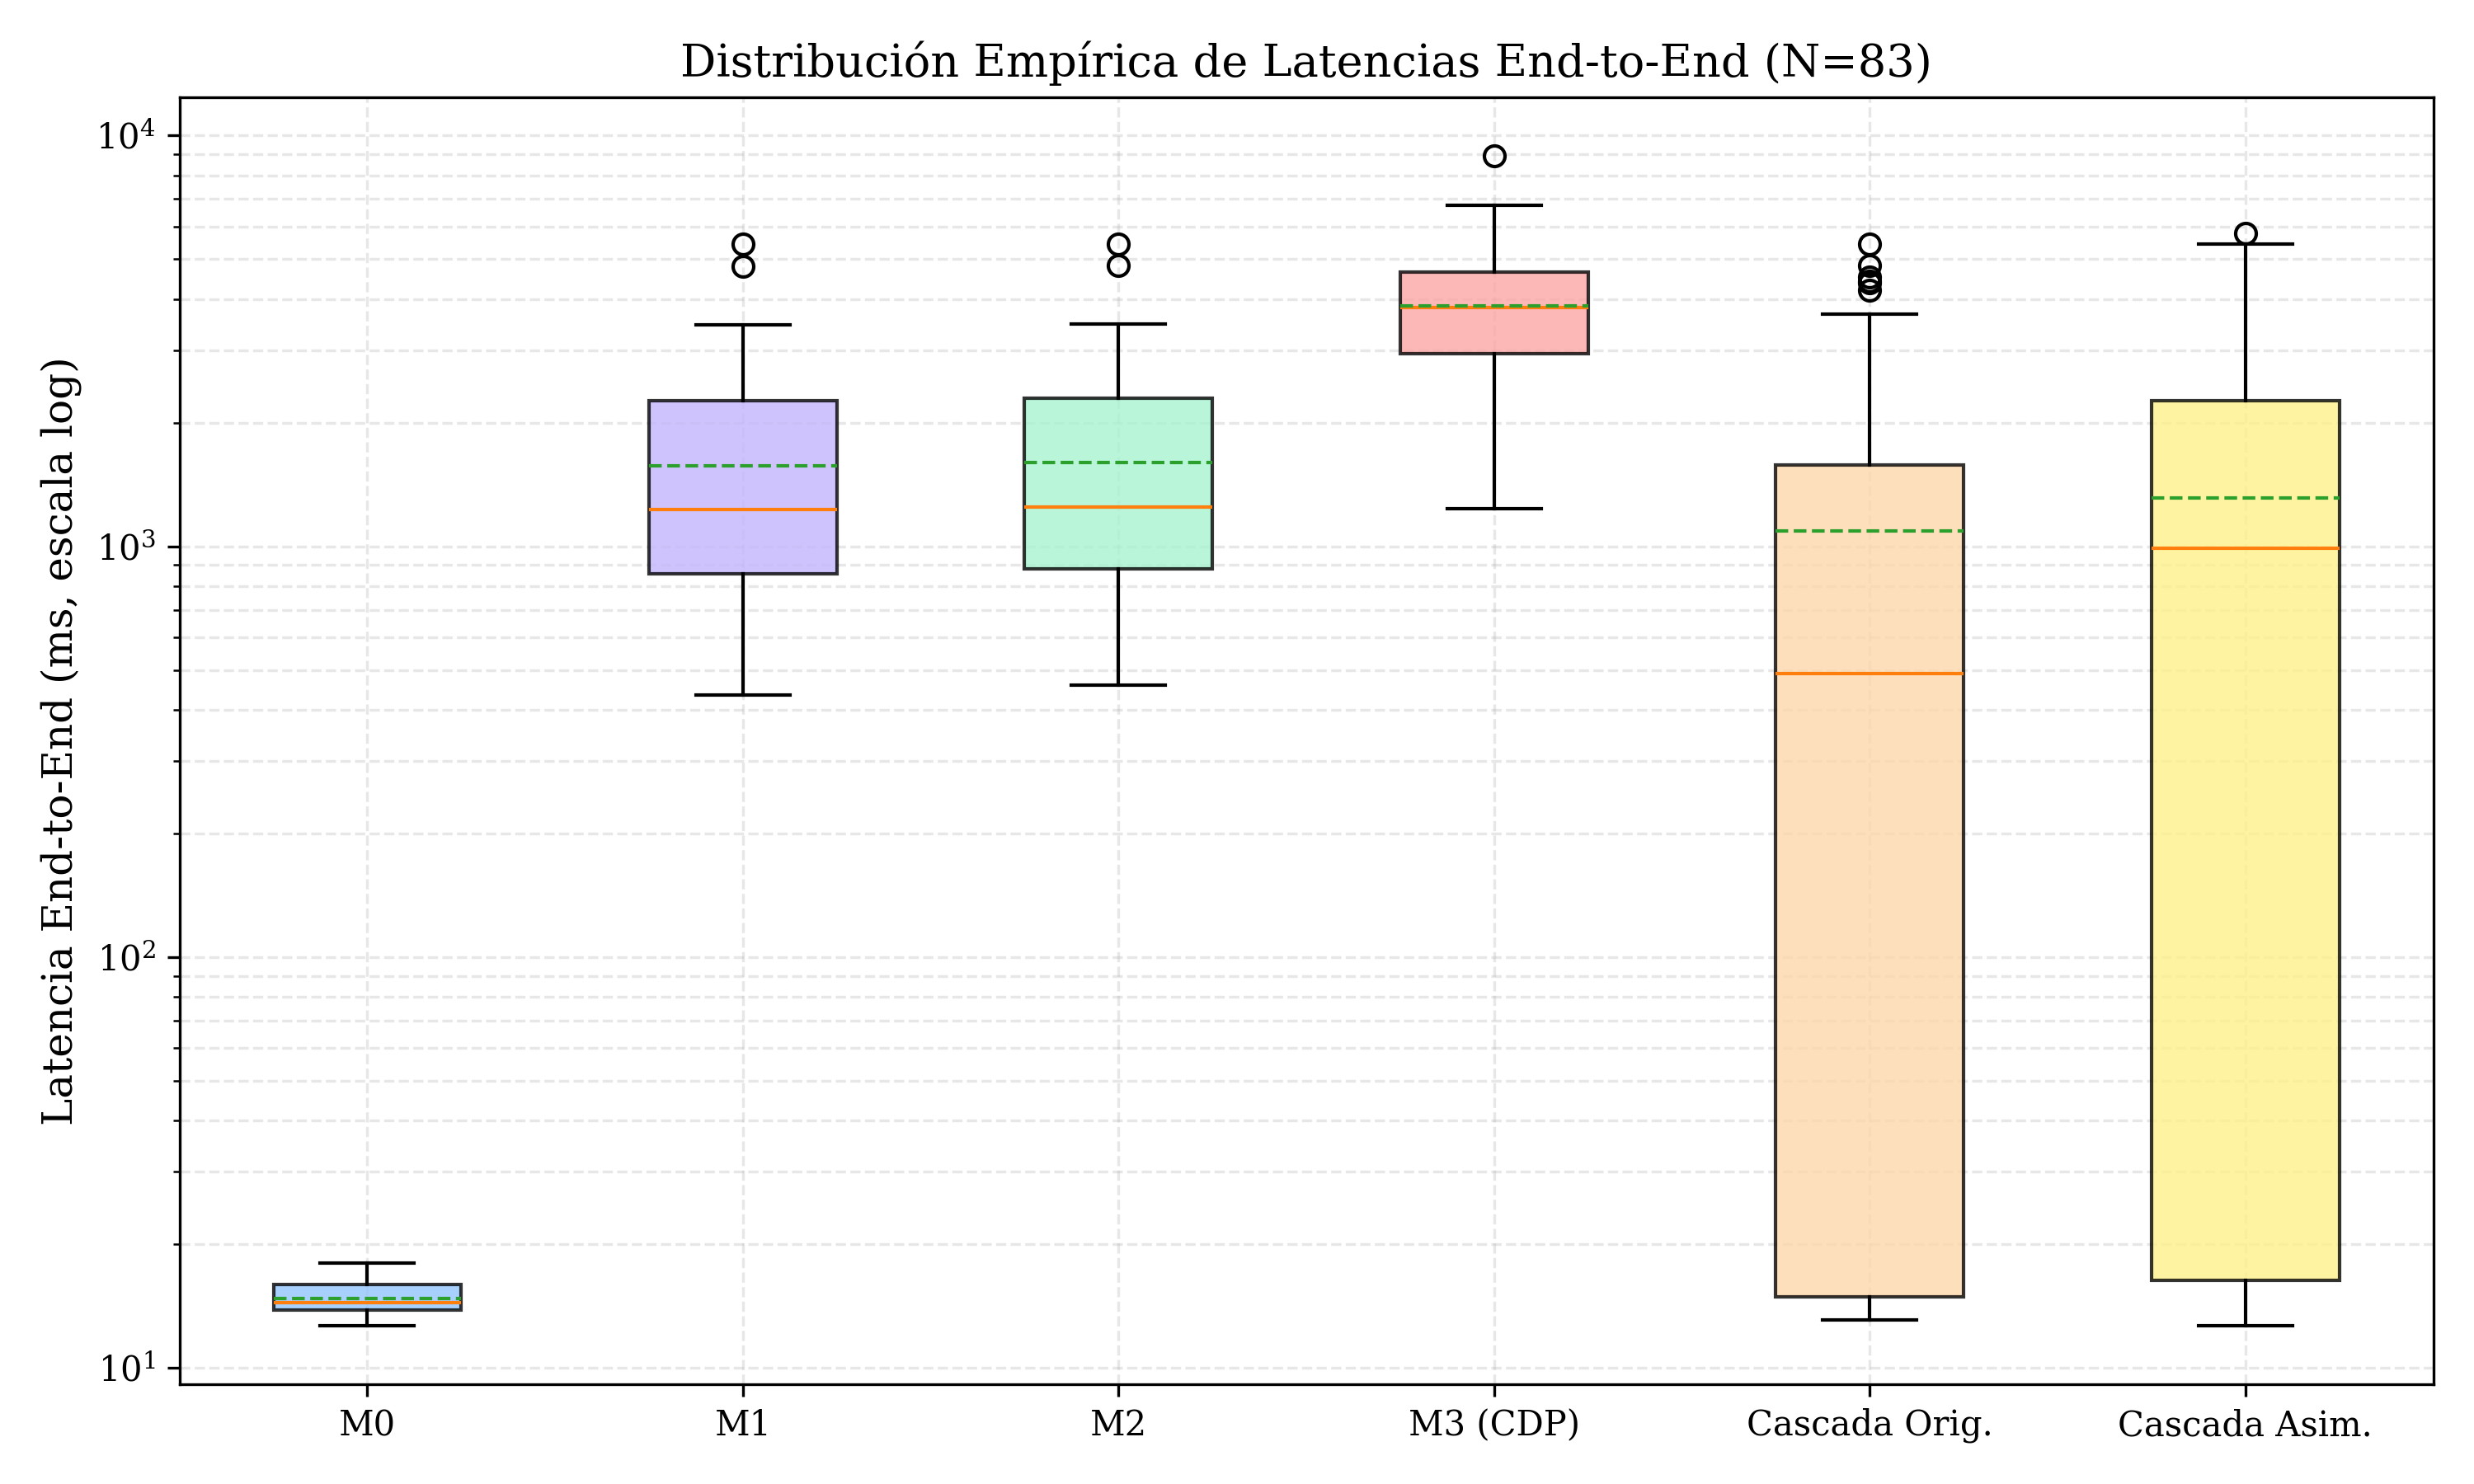 Distribución Empírica de Latencias End-to-End (N=83)
Latencia End-to-End (ms, escala log)
10⁴
10³
10²
10¹
M0
M1
M2
M3 (CDP)
Cascada Orig.
Cascada Asim.